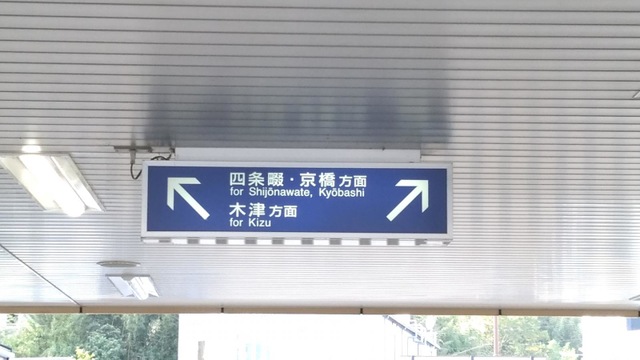 四条畷・京橋方面
for Shijōnawate, Kyōbashi
木津方面
for Kizu